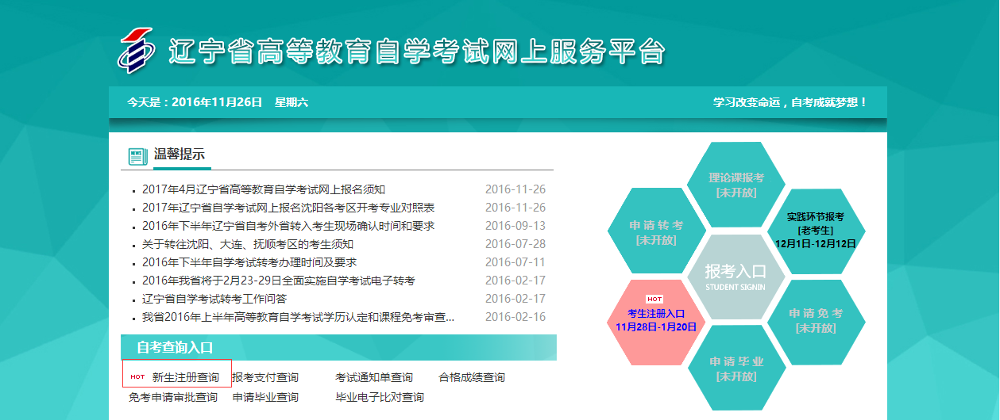 辽宁省高等教育自学考试网上服务平台
今天是：2016年11月26日 星期六
学习改变命运，自考成就梦想！
NEWS
温馨提示
2017年4月辽宁省高等教育自学考试网上报名须知 2016-11-26
2017年辽宁省自学考试网上报名沈阳各考区开考专业对照表 2016-11-26
2016年下半年辽宁省自考外省转入考生现场确认时间和要求 2016-09-13
关于转往沈阳、大连、抚顺考区的考生须知 2016-07-28
2016年下半年自学考试转考办理时间及要求 2016-07-11
2016年我省将于2月23-29日全面实施自学考试电子转考 2016-02-17
辽宁省自学考试转考工作问答 2016-02-17
我省2016年上半年高等教育自学考试学历认定和课程免考审查... 2016-02-16
自考查询入口
HOT 新生注册查询 报考支付查询 考试通知单查询 合格成绩查询
免考申请审批查询 申请毕业查询 毕业电子比对查询
理论课报考
[未开放]
申 请 转 考
[未开放]
实践环节报考
[老考生]
12月1日-12月12日
报考入口
STUDENT SIGNIN
HOT
考生注册入口
11月28日-1月20日
申 请 免 考
[未开放]
申 请 毕 业
[未开放]